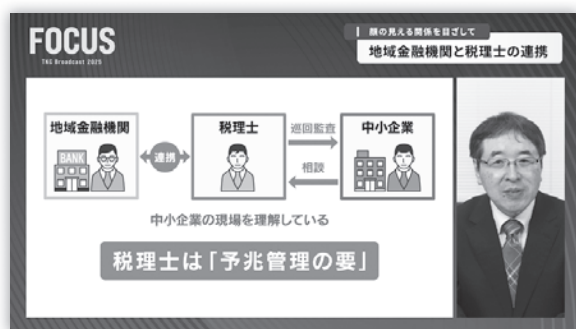 FOCUS
TKC Broadcast 2025
顔の見える関係を目ざして
地域金融機関と税理士の連携
地域金融機関
税理士
中小企業
BANK
連携
巡回監査
相談
中小企業の現場を理解している
税理士は「予兆管理の要」